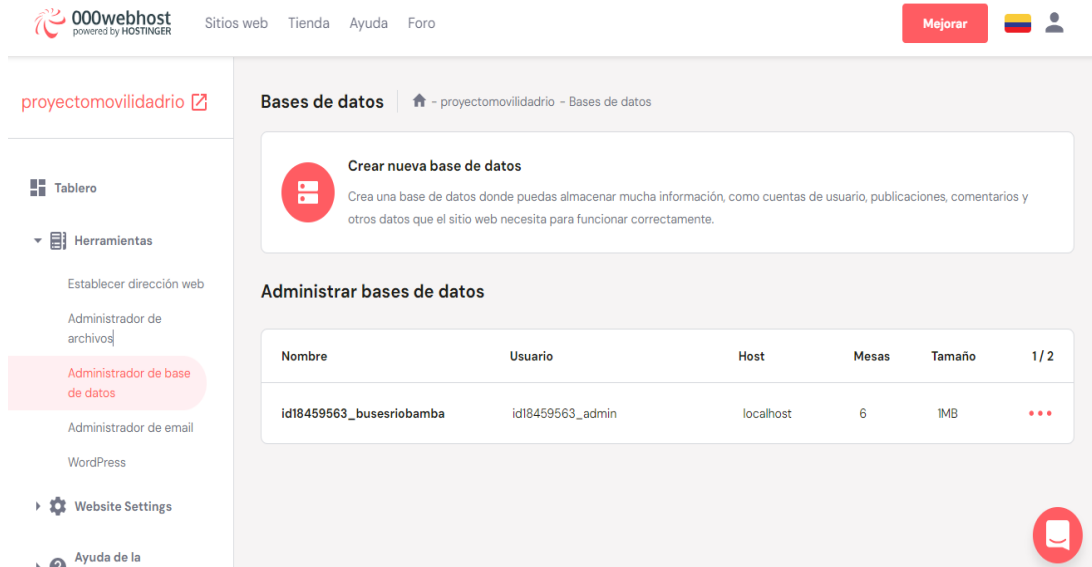 000webhost
powered by HOSTINGER
Sitios web Tienda Ayuda Foro
Mejorar
proyectomovilidadrio
Tablero
Herramientas
Establecer dirección web
Administrador de
archivos
Administrador de base
de datos
Administrador de email
WordPress
Website Settings
Ayuda de la
Bases de datos - proyectomovilidadrio - Bases de datos
Crear nueva base de datos
Crea una base de datos donde puedas almacenar mucha información, como cuentas de usuario, publicaciones, comentarios y
otros datos que el sitio web necesita para funcionar correctamente.
Administrar bases de datos
Nombre Usuario Host Mesas Tamaño 1 / 2
id18459563_busesriobamba id18459563_admin localhost 6 1MB